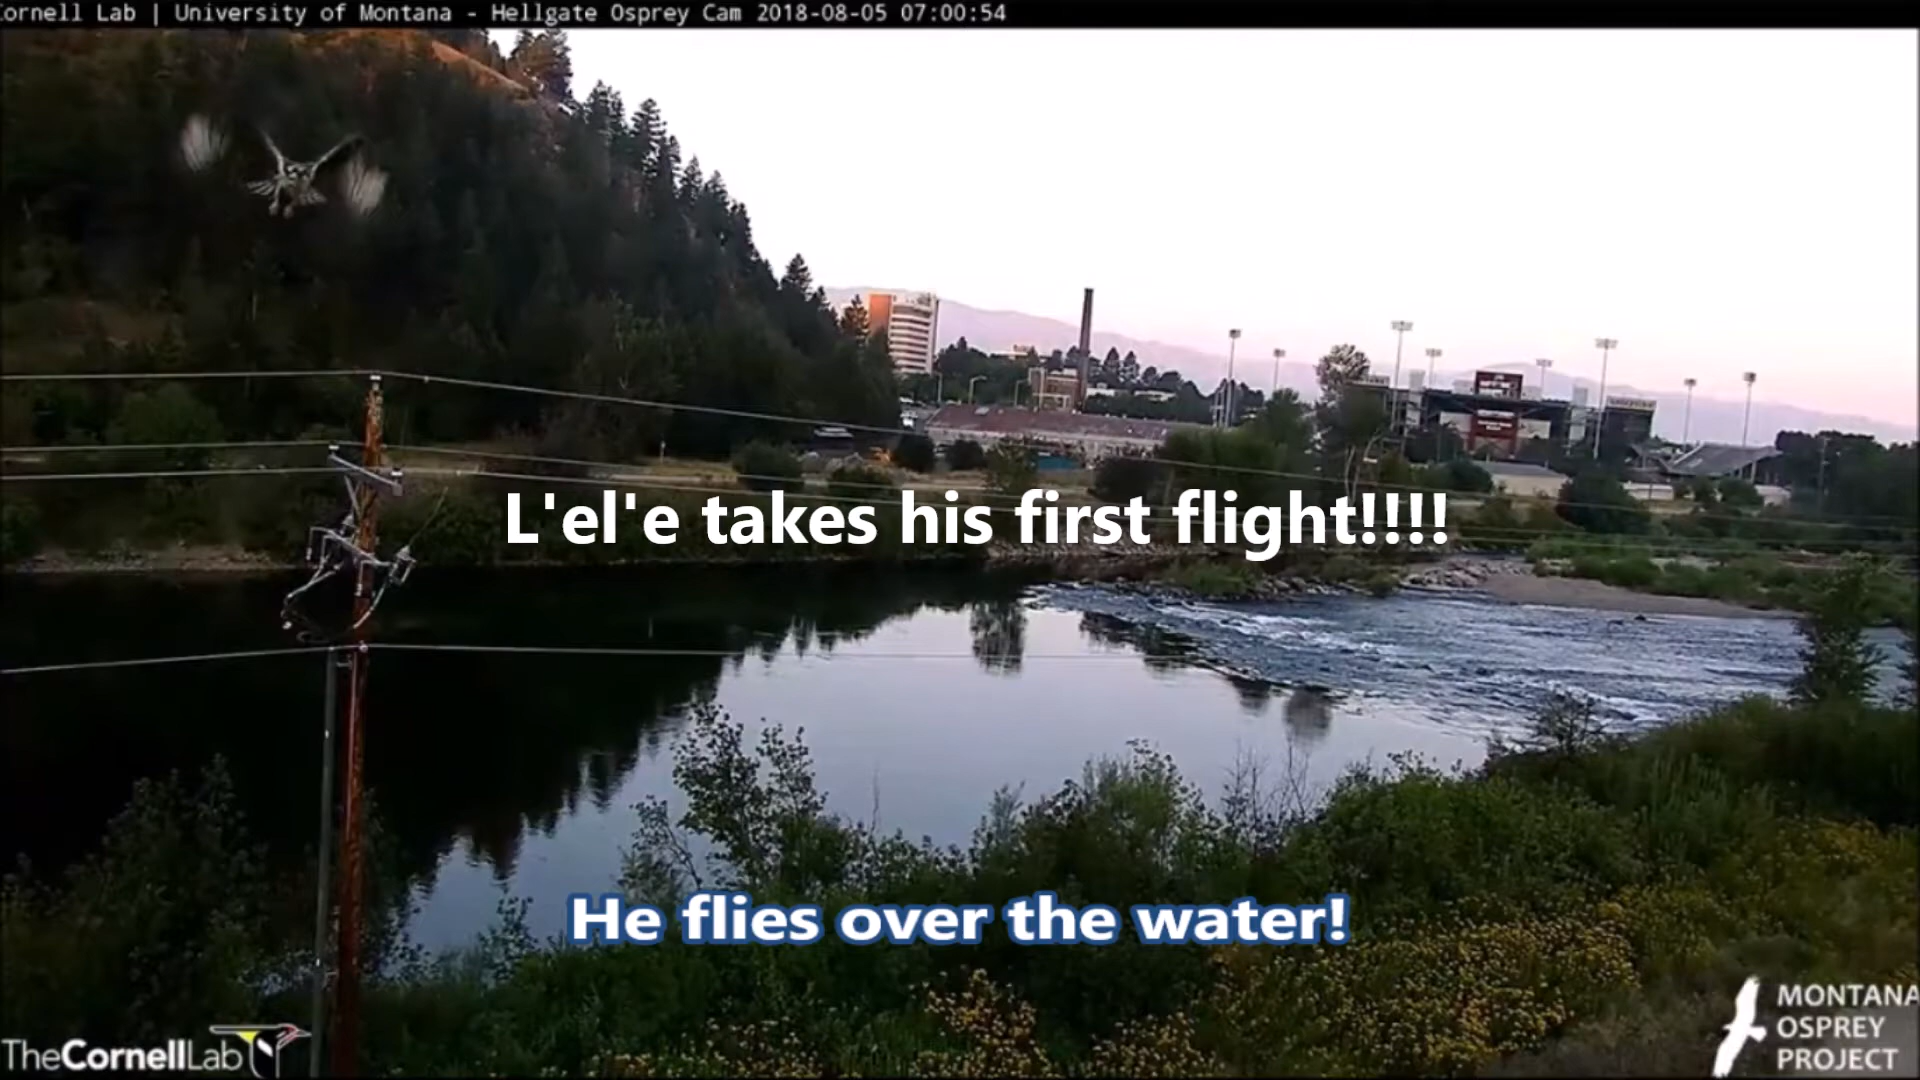 ornell Lab | University of Montana - Hellgate Osprey Cam 2018-08-05 07:00:54
L'el'e takes his first flight!!!!
He flies over the water!
TheCornellLab
MONTANA
OSPREY
PROJECT